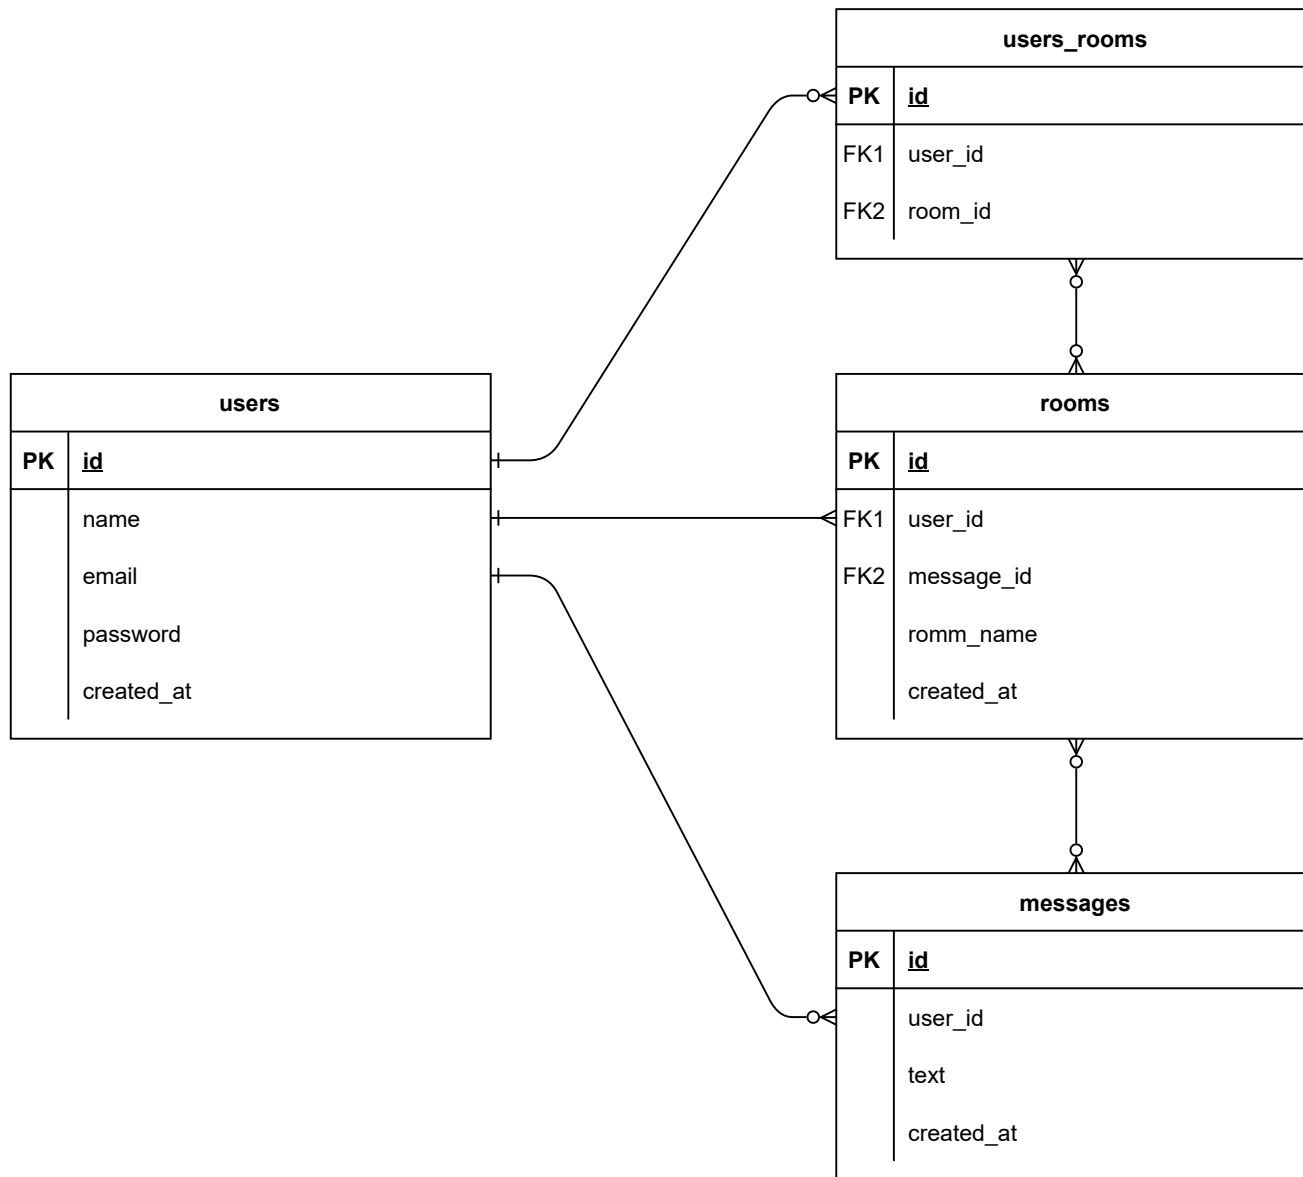 users_rooms
PK id
FK1 user_id
FK2 room_id
users
PK id
name
email
password
created_at
rooms
PK id
FK1 user_id
FK2 message_id
romm_name
created_at
messages
PK id
user_id
text
created_at